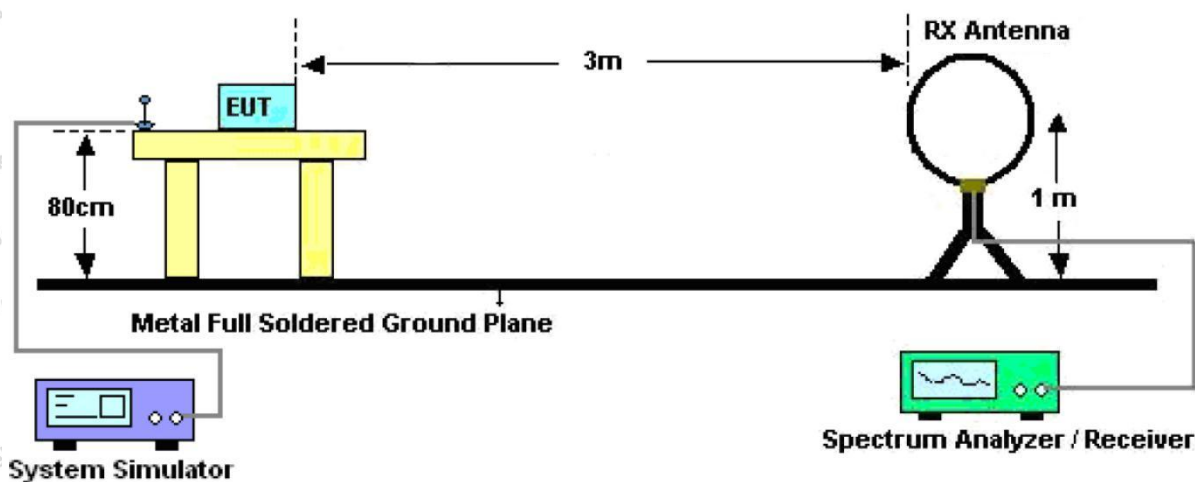 RX Antenna
3m
EUT
80cm
1 m
Metal Full Soldered Ground Plane
System Simulator
Spectrum Analyzer / Receiver